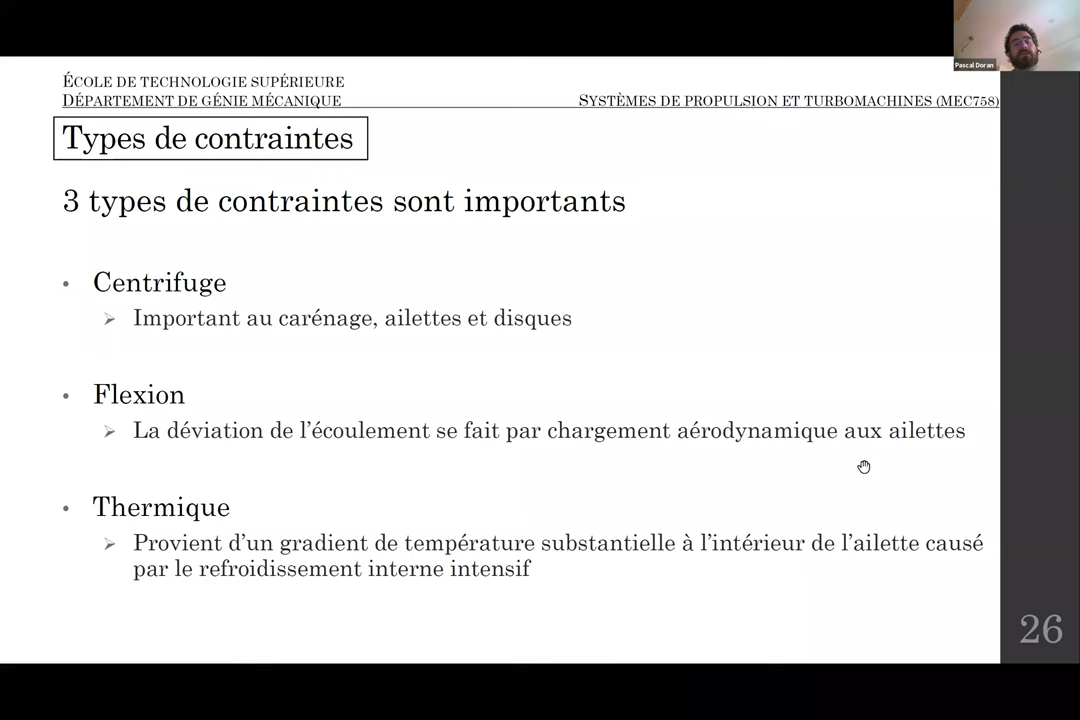 Pascal Doran
ÉCOLE DE TECHNOLOGIE SUPÉRIEURE
DÉPARTEMENT DE GÉNIE MÉCANIQUE
SYSTÈMES DE PROPULSION ET TURBOMACHINES (MEC758)
Types de contraintes
3 types de contraintes sont importants
• Centrifuge
➢ Important au carénage, ailettes et disques
• Flexion
➢ La déviation de l'écoulement se fait par chargement aérodynamique aux ailettes
• Thermique
➢ Provient d'un gradient de température substantielle à l'intérieur de l'ailette causé
par le refroidissement interne intensif
26